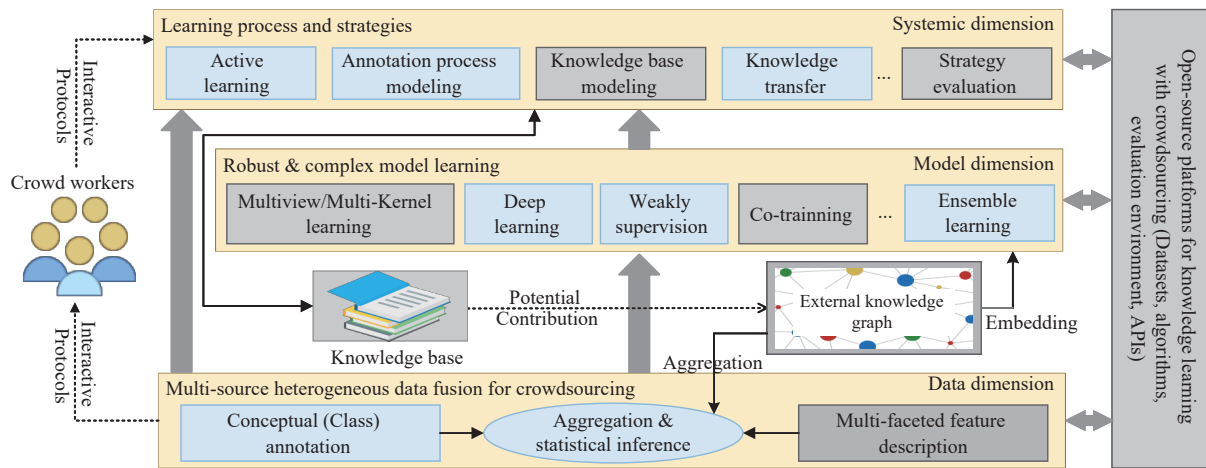 Learning process and strategies
Systemic dimension
Active
learning
Annotation process
modeling
Knowledge base
modeling
Knowledge
transfer
...
Strategy
evaluation
Interactive
Protocols
Crowd workers
Robust & complex model learning
Model dimension
Multiview/Multi-Kernel
learning
Deep
learning
Weakly
supervision
Co-trainning
...
Ensemble
learning
Knowledge base
Potential
Contribution
External knowledge
graph
Embedding
Aggregation
Interactive
Protocols
Multi-source heterogeneous data fusion for crowdsourcing
Data dimension
Conceptual (Class)
annotation
Aggregation &
statistical inference
Multi-faceted feature
description
Open-source platforms for knowledge learning
with crowdsourcing (Datasets, algorithms,
evaluation environment, APIs)